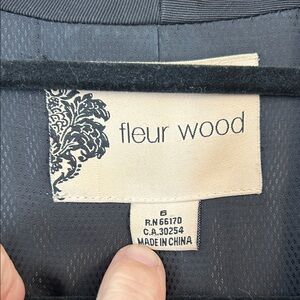 fleur wood
6
R.N 66170
C.A. 30254
MADE IN CHINA